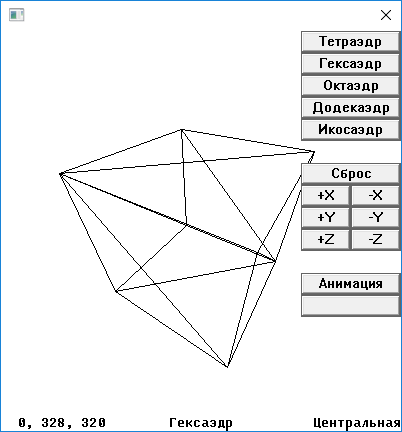 Тетраэдр
Гексаэдр
Октаэдр
Додекаэдр
Икосаэдр
Сброс
+X -X
+Y -Y
+Z -Z
Анимация
0, 328, 320 Гексаэдр Центральная